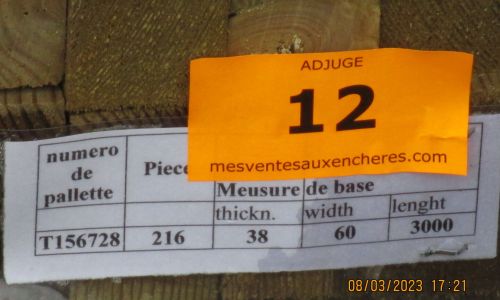 ADJUGE
12
mesventesauxencheres.com
numero de pallette
Piece
Meusure de base
thickn. width lenght
T156728 216 38 60 3000
08/03/2023 17:21